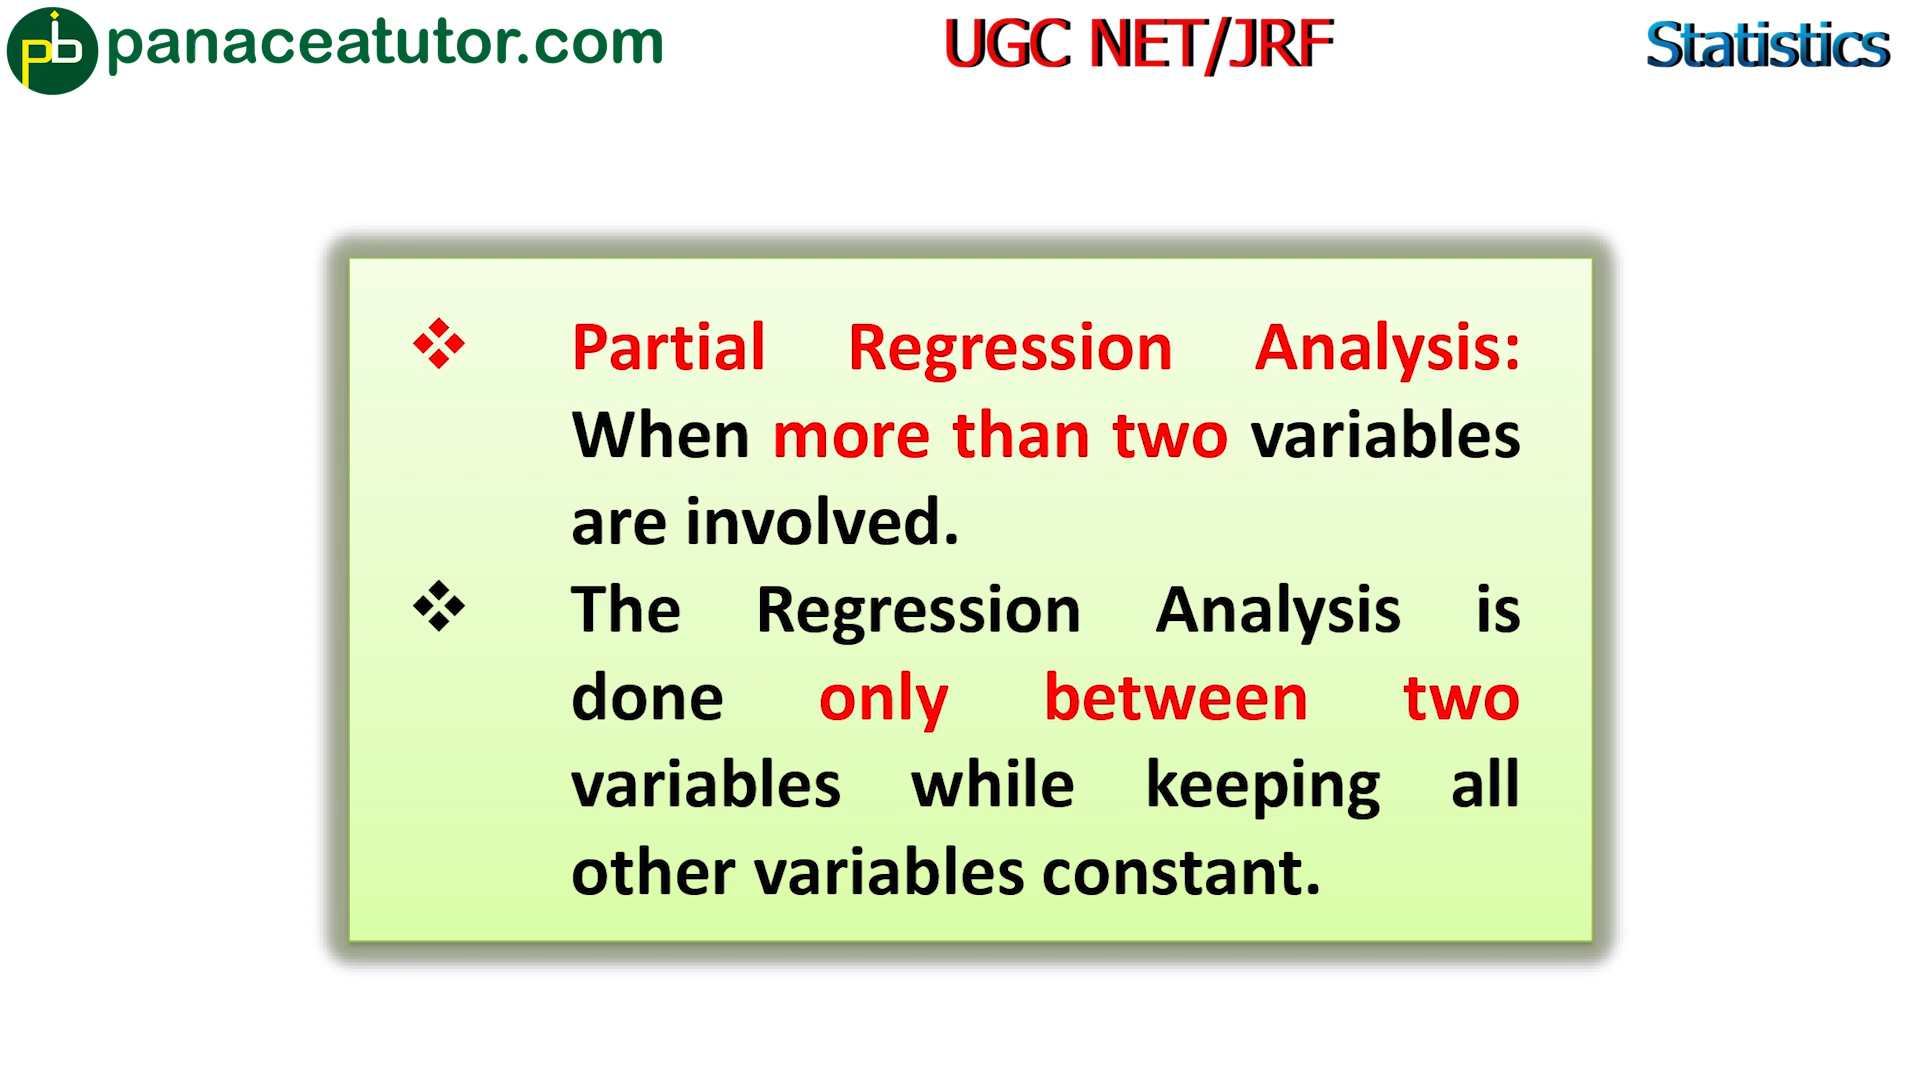 pb panaceatutor.com UGC NET/JRF Statistics
❖ Partial Regression Analysis:
When more than two variables
are involved.
❖ The Regression Analysis is
done only between two
variables while keeping all
other variables constant.